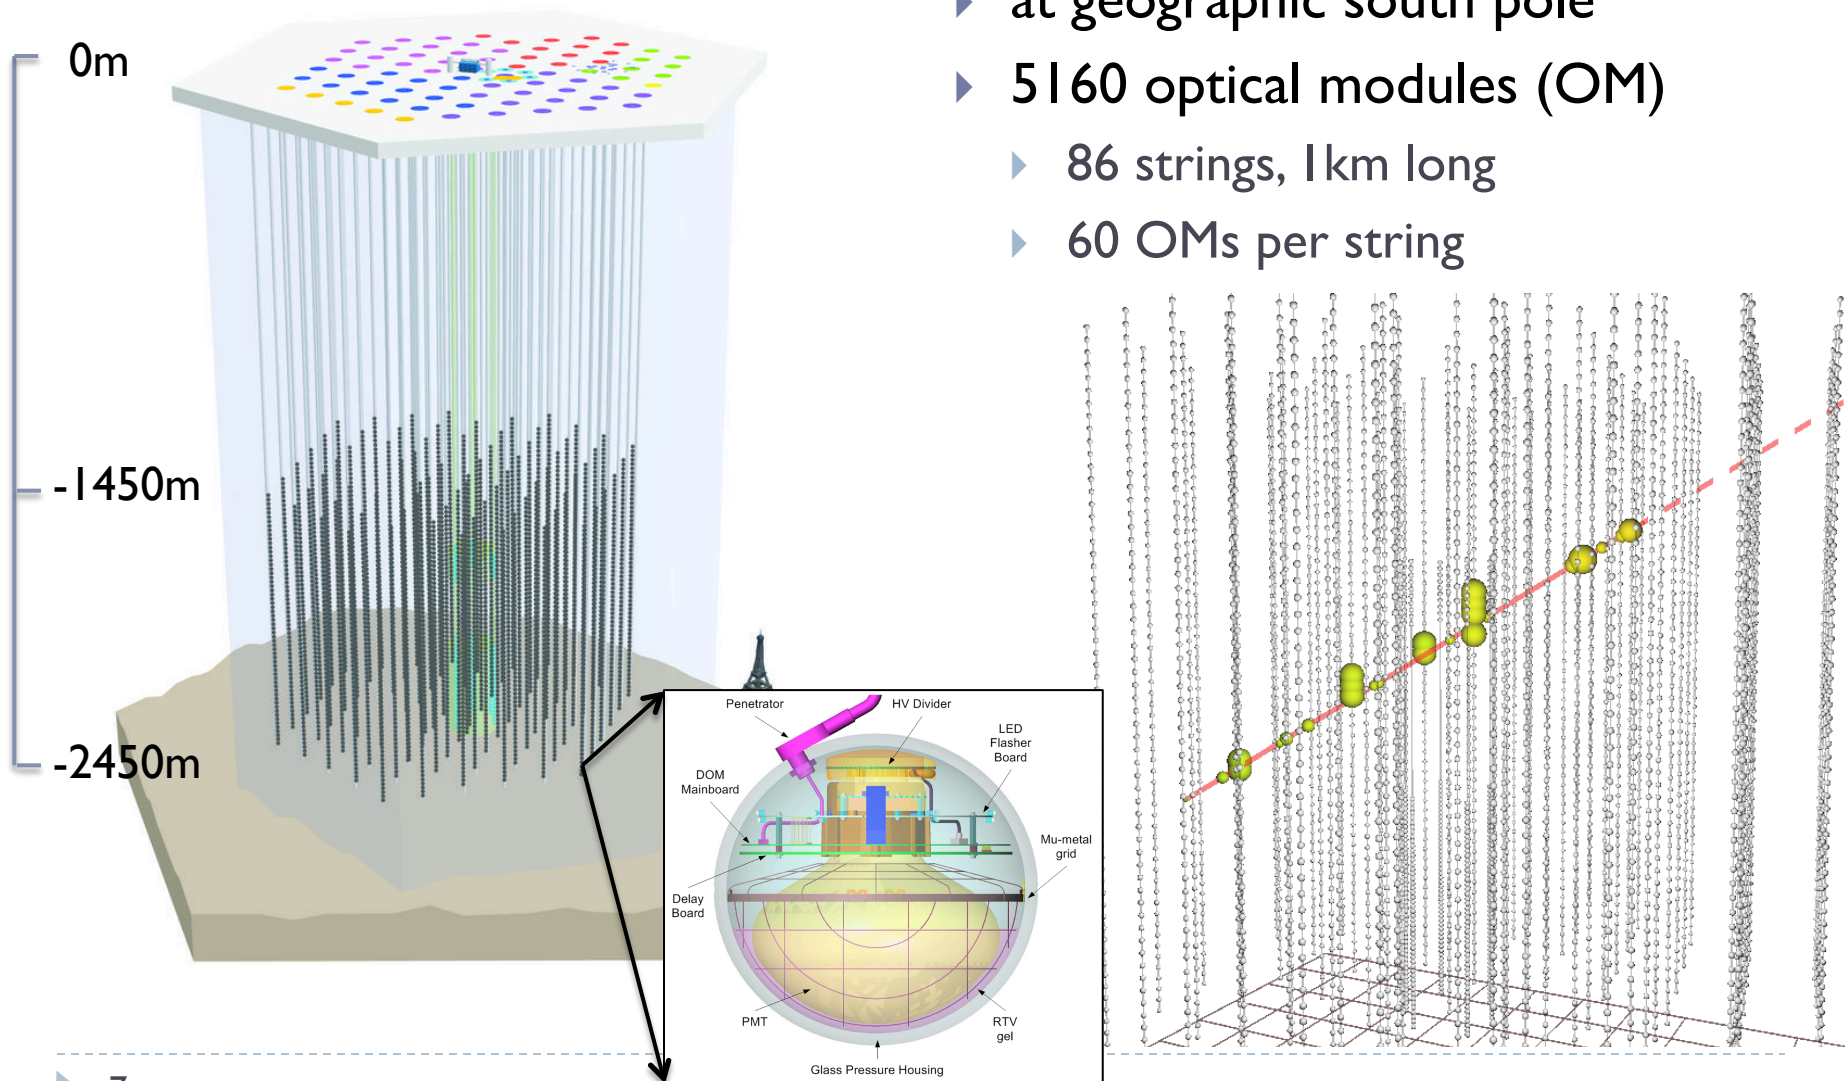 at geographic south pole
5160 optical modules (OM)
86 strings, 1km long
60 OMs per string
0m
-1450m
-2450m
Penetrator
HV Divider
LED
Flasher
Board
DOM
Mainboard
Mu-metal
grid
Delay
Board
PMT
RTV
gel
Glass Pressure Housing
7